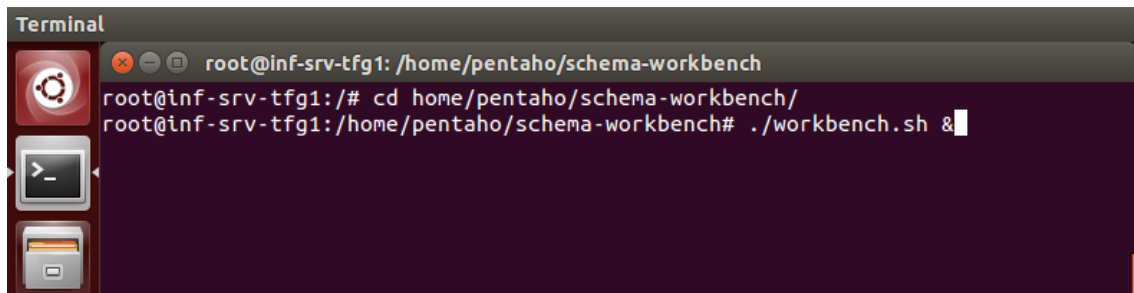 Terminal
root@inf-srv-tfg1: /home/pentaho/schema-workbench
root@inf-srv-tfg1:/# cd home/pentaho/schema-workbench/
root@inf-srv-tfg1:/home/pentaho/schema-workbench# ./workbench.sh &
>_